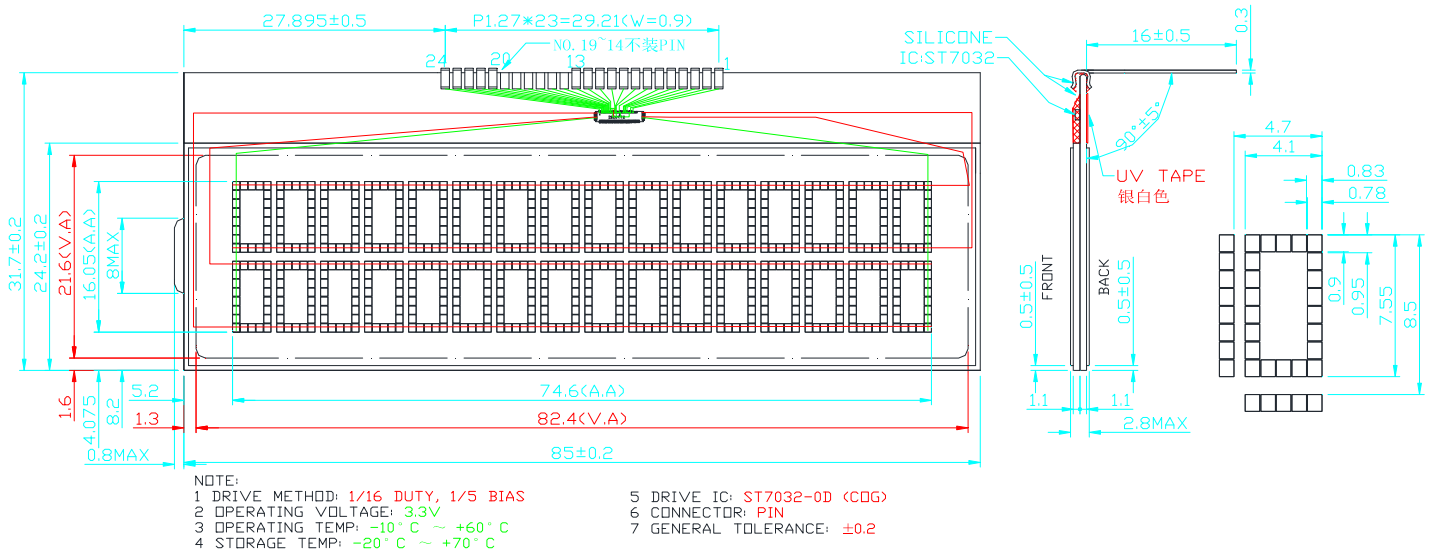 27.895±0.5
P1.27*23=29.21(W=0.9)
NO. 19~14不装PIN
24
20
13
1
SILICONE
IC:ST7032
16±0.5
0.3
90°±5°
UV TAPE
银白色
4.7
4.1
0.83
0.78
31.7±0.2
24.2±0.2
21.6(V.A)
16.05(A.A)
8MAX
0.5±0.5
FRONT
BACK
0.5±0.5
0.9
0.95
7.55
8.5
1.6
4.075
8.2
5.2
1.3
0.8MAX
74.6(A.A)
82.4(V.A)
85±0.2
1.1
1.1
2.8MAX
NOTE:
1 DRIVE METHOD: 1/16 DUTY, 1/5 BIAS
2 OPERATING VOLTAGE: 3.3V
3 OPERATING TEMP: -10°C ~ +60°C
4 STORAGE TEMP: -20°C ~ +70°C
5 DRIVE IC: ST7032-0D (COG)
6 CONNECTOR: PIN
7 GENERAL TOLERANCE: ±0.2